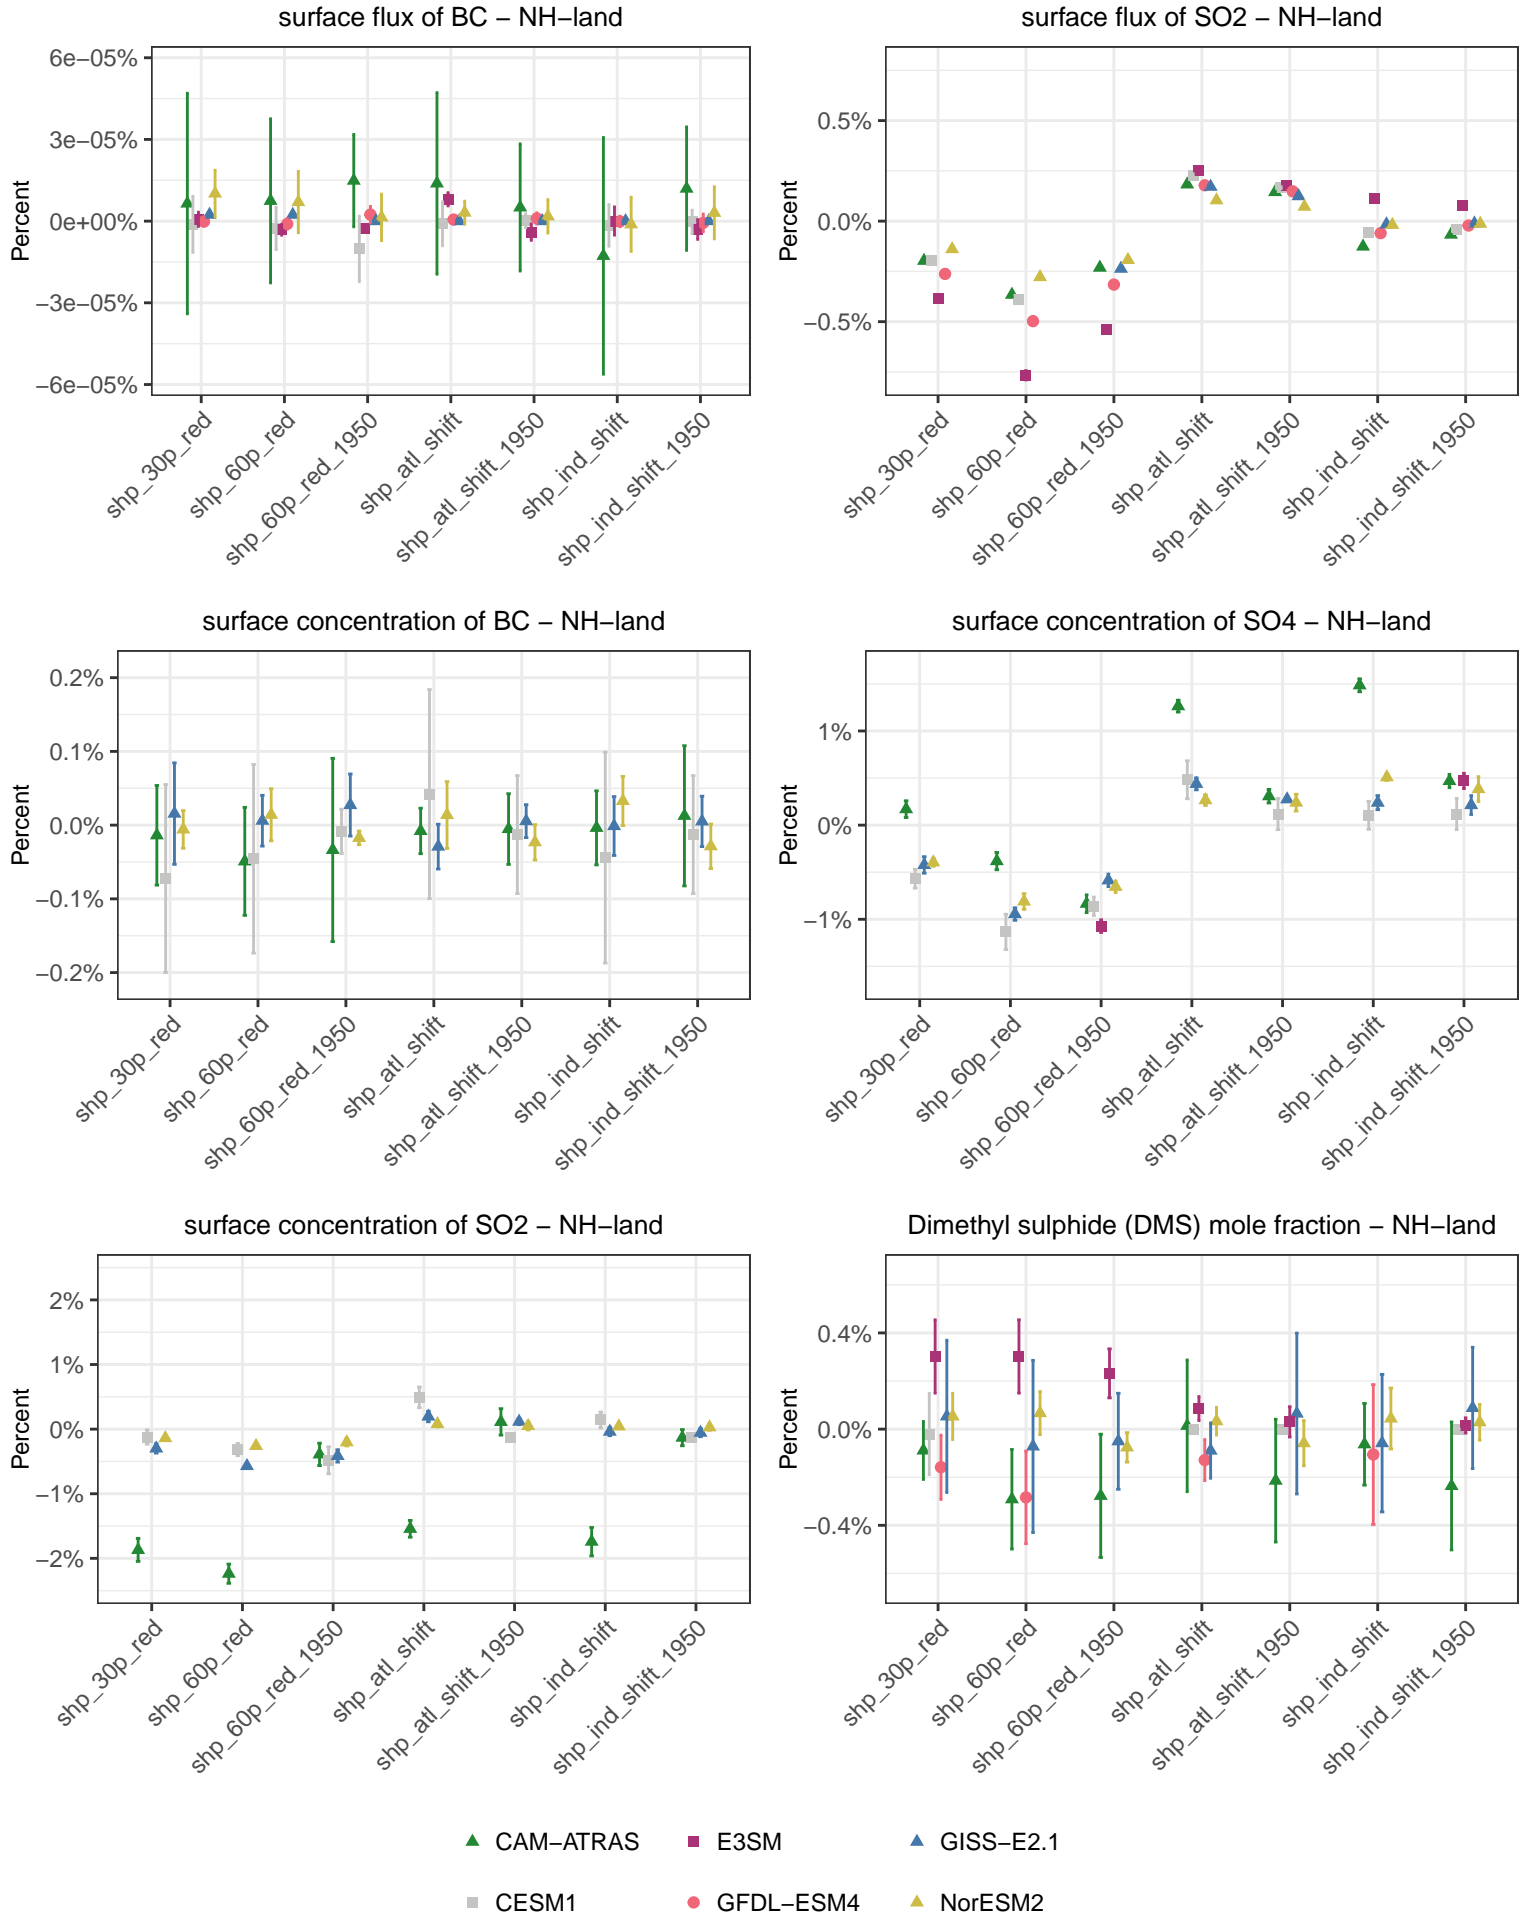 surface flux of BC − NH−land
surface flux of SO2 − NH−land
Percent
6e−05%
3e−05%
0e+00%
−3e−05%
−6e−05%
shp_30p_red
shp_60p_red
shp_60p_red_1950
shp_atl_shift
shp_atl_shift_1950
shp_ind_shift
shp_ind_shift_1950
Percent
0.5%
0.0%
−0.5%
shp_30p_red
shp_60p_red
shp_60p_red_1950
shp_atl_shift
shp_atl_shift_1950
shp_ind_shift
shp_ind_shift_1950
surface concentration of BC − NH−land
surface concentration of SO4 − NH−land
Percent
0.2%
0.1%
0.0%
−0.1%
−0.2%
shp_30p_red
shp_60p_red
shp_60p_red_1950
shp_atl_shift
shp_atl_shift_1950
shp_ind_shift
shp_ind_shift_1950
Percent
1%
0%
−1%
shp_30p_red
shp_60p_red
shp_60p_red_1950
shp_atl_shift
shp_atl_shift_1950
shp_ind_shift
shp_ind_shift_1950
surface concentration of SO2 − NH−land
Dimethyl sulphide (DMS) mole fraction − NH−land
Percent
2%
1%
0%
−1%
−2%
shp_30p_red
shp_60p_red
shp_60p_red_1950
shp_atl_shift
shp_atl_shift_1950
shp_ind_shift
shp_ind_shift_1950
Percent
0.4%
0.0%
−0.4%
shp_30p_red
shp_60p_red
shp_60p_red_1950
shp_atl_shift
shp_atl_shift_1950
shp_ind_shift
shp_ind_shift_1950
CAM−ATRAS
E3SM
GISS−E2.1
CESM1
GFDL−ESM4
NorESM2